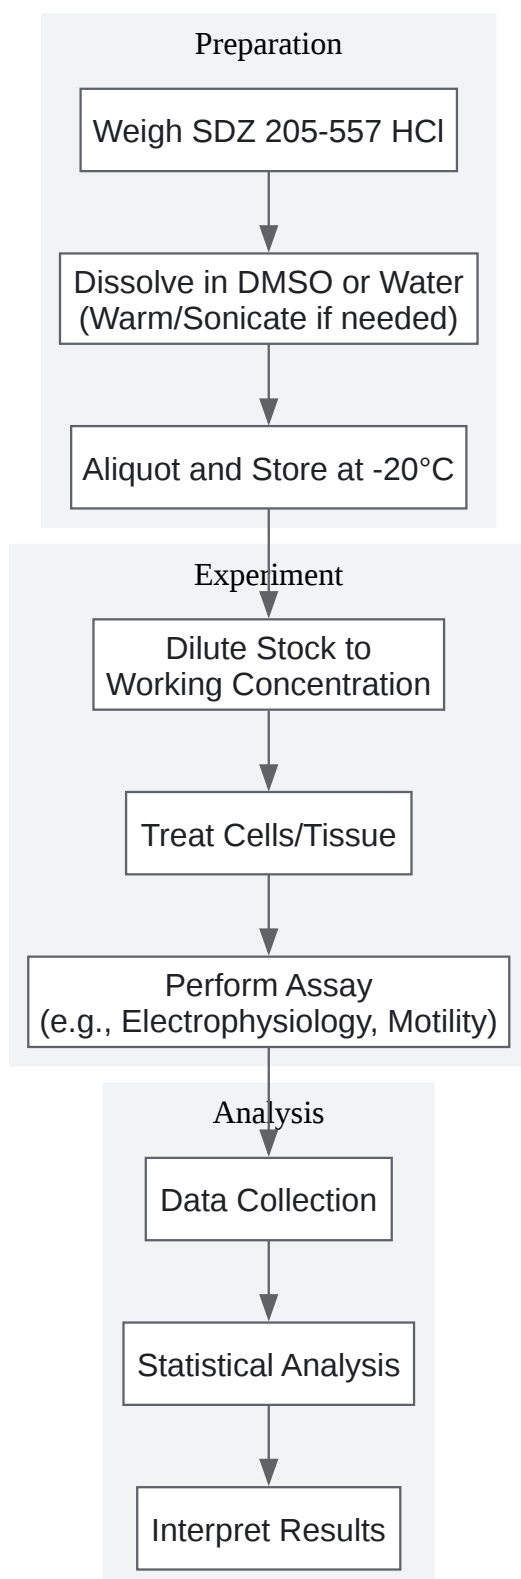 Preparation
Weigh SDZ 205-557 HCl
Dissolve in DMSO or Water
(Warm/Sonicate if needed)
Aliquot and Store at -20°C
Experiment
Dilute Stock to
Working Concentration
Treat Cells/Tissue
Perform Assay
(e.g., Electrophysiology, Motility)
Analysis
Data Collection
Statistical Analysis
Interpret Results